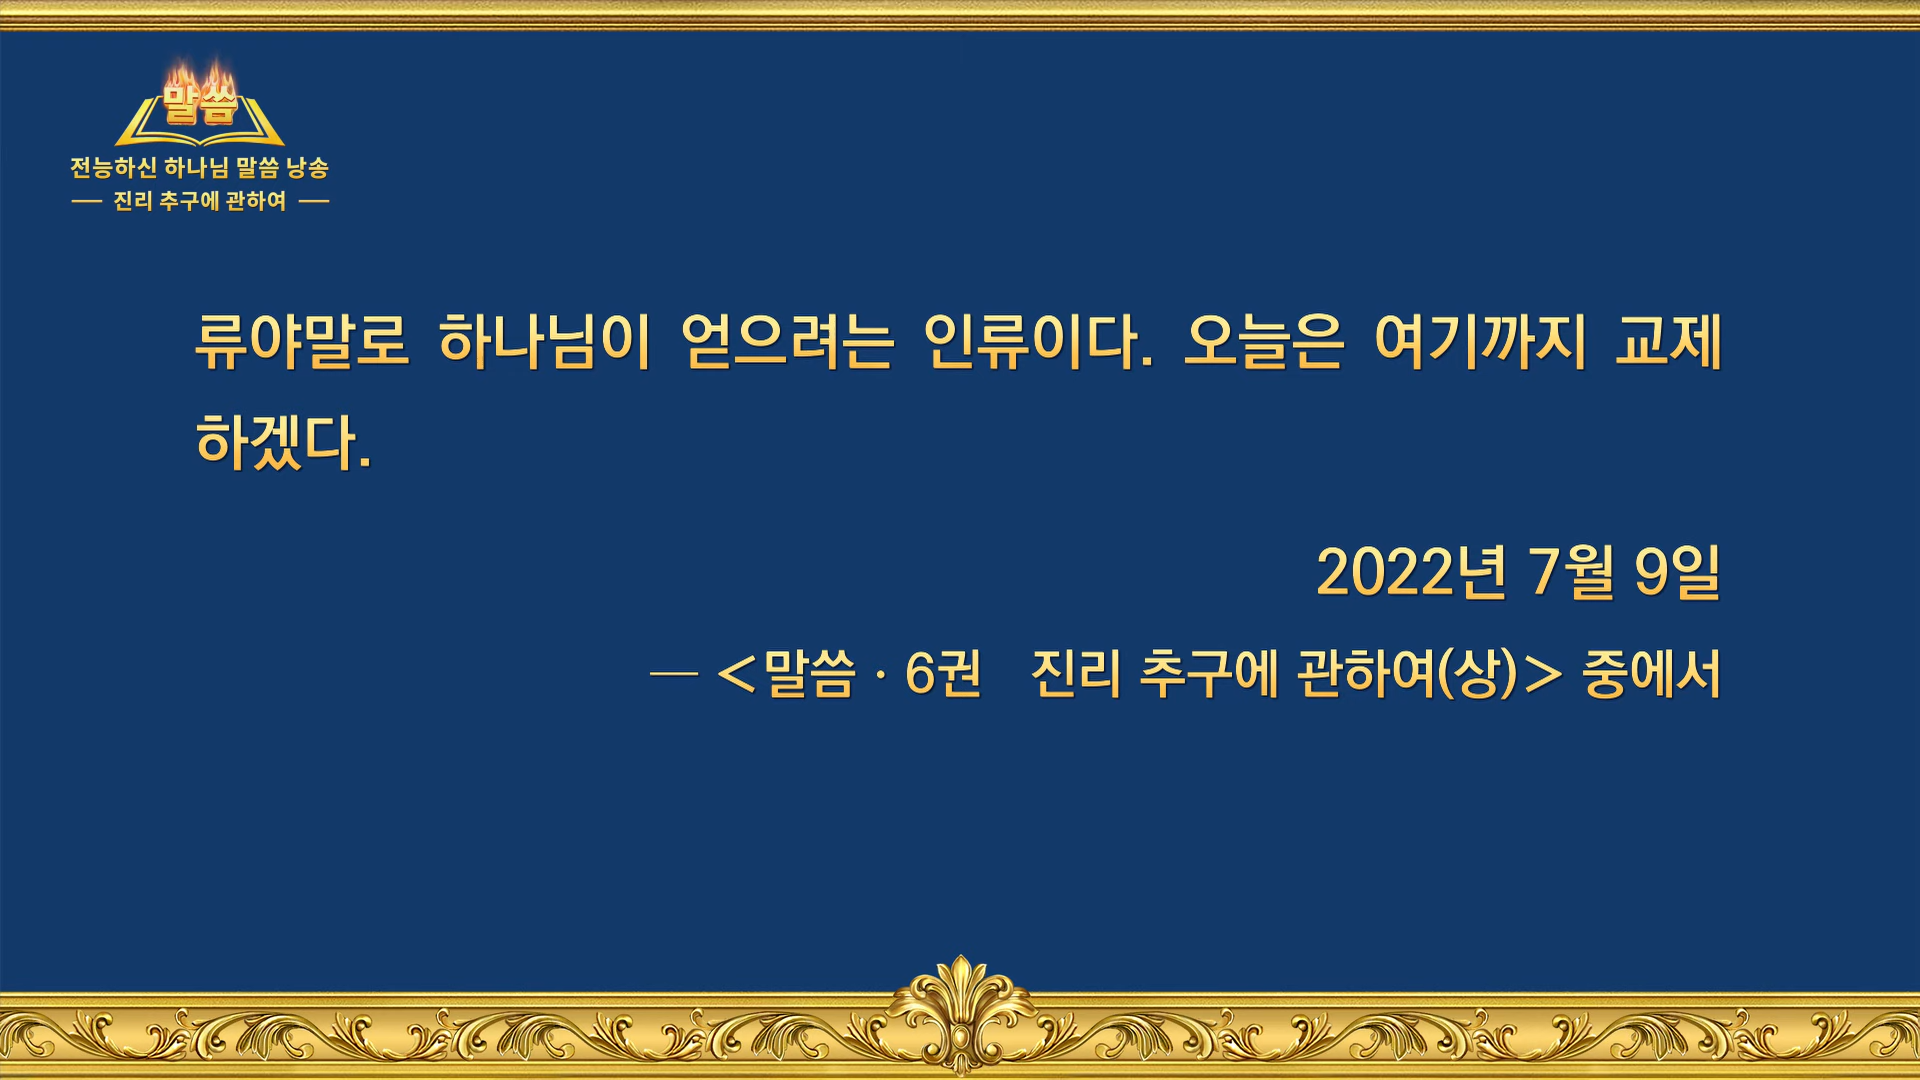 말씀
전능하신 하나님 말씀 낭송
— 진리 추구에 관하여 —
류야말로 하나님이 얻으려는 인류이다. 오늘은 여기까지 교제
하겠다.
2022년 7월 9일
— <말씀 · 6권 진리 추구에 관하여(상)> 중에서